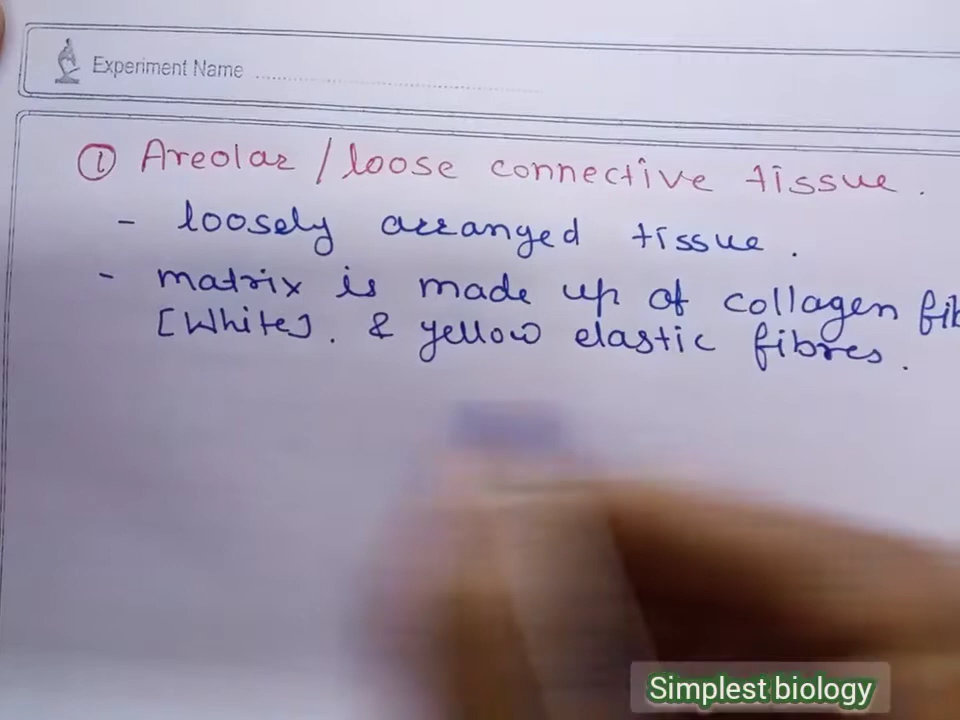 Experiment Name
① Areolar / loose connective tissue.
- loosely arranged tissue.
- matrix is made up of collagen
[White]. & yellow elastic fibres.
Simplest biology